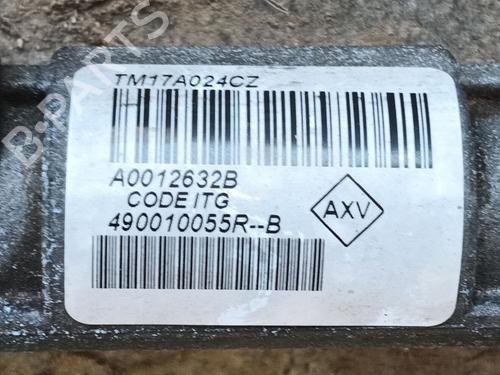 B-PARTS
TM17A024CZ
A0012632B
CODE ITG
AXV
490010055R--B